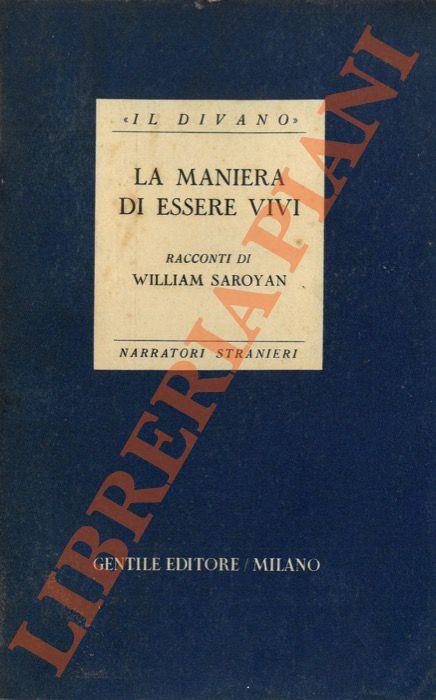 «IL DIVANO»
LA MANIERA
DI ESSERE VIVI
RACCONTI DI
WILLIAM SAROYAN
NARRATORI STRANIERI
GENTILE EDITORE / MILANO
LIBRERIA PIANI